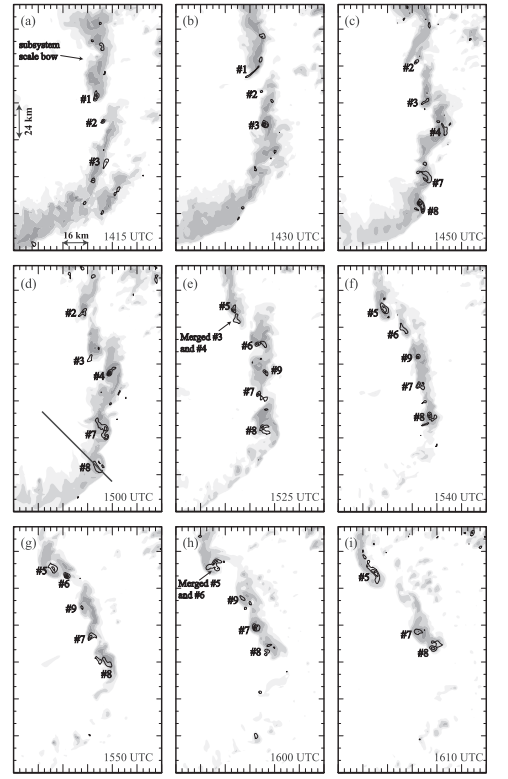 (a)
subsystem
scale bow
#1
#2
#3
24 km
16 km
1415 UTC
(b)
#1
#2
#3
1430 UTC
(c)
#2
#3
#4
#7
#8
1450 UTC
(d)
#2
#3
#4
#7
#8
1500 UTC
(e)
#5
Merged #3
and #4
#6
#9
#7
#8
1525 UTC
(f)
#5
#6
#9
#7
#8
1540 UTC
(g)
#5
#6
#9
#7
#8
1550 UTC
(h)
Merged #5
and #6
#9
#7
#8
1600 UTC
(i)
#5
#7
#8
1610 UTC